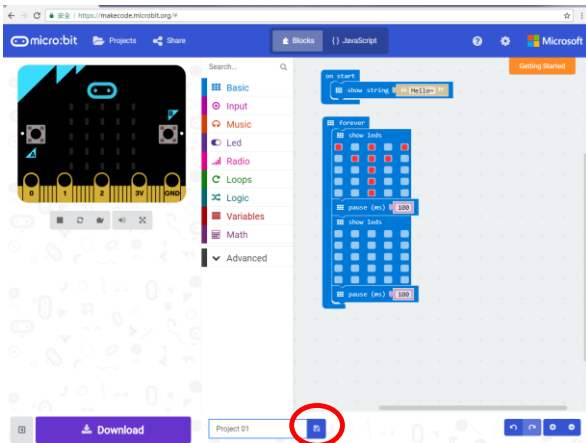 安全 | https://makecode.microbit.org/#
micro:bit Projects Share Blocks {} JavaScript Microsoft
Getting Started
Search...
Basic
Input
Music
Led
Radio
Loops
Logic
Variables
Math
Advanced
on start
show string "Hello~"
forever
show leds
pause (ms) 100
show leds
pause (ms) 100
A
B
0 1 2 3V GND
Download
Project 01